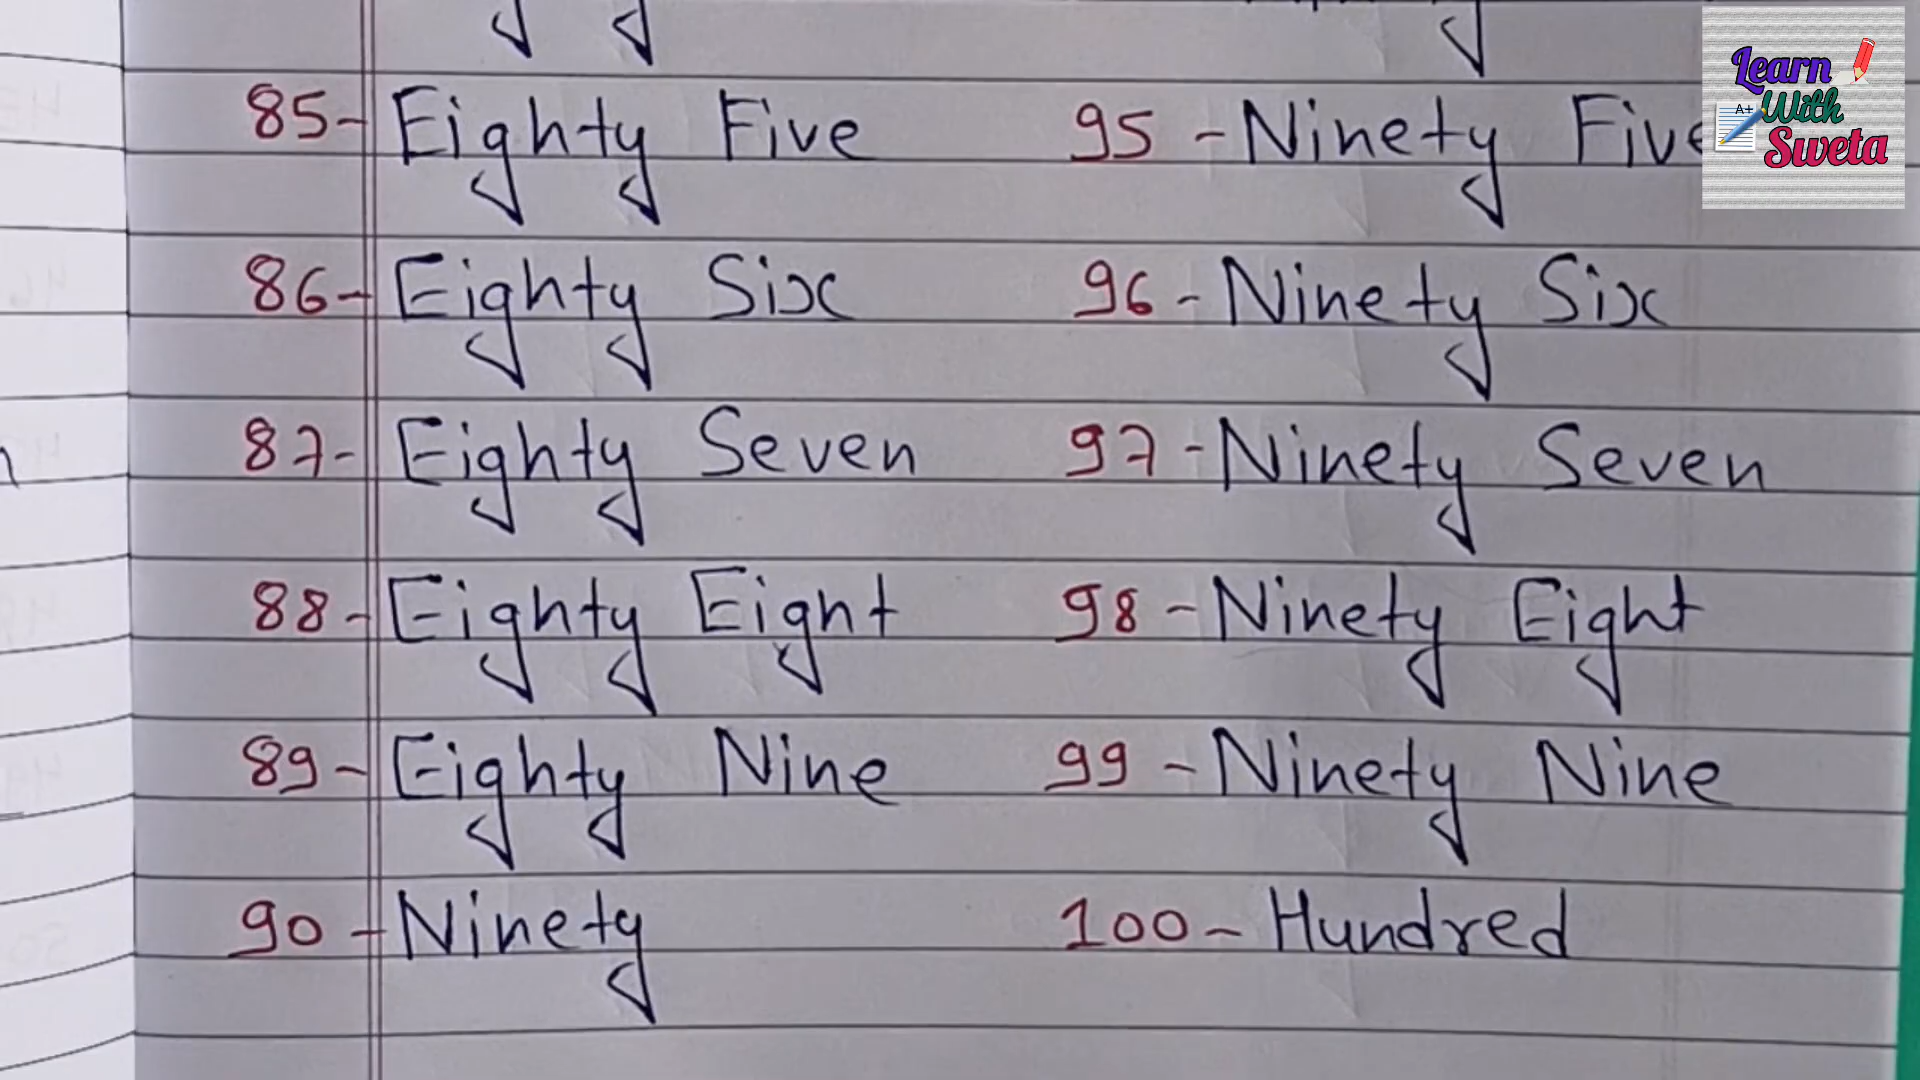 85- Eighty Five 95 - Ninety Five
86- Eighty Six 96 - Ninety Six
87- Eighty Seven 97 - Ninety Seven
88- Eighty Eight 98 - Ninety Eight
89- Eighty Nine 99 - Ninety Nine
90 - Ninety 100 - Hundred
Learn
A+ With
Sweta